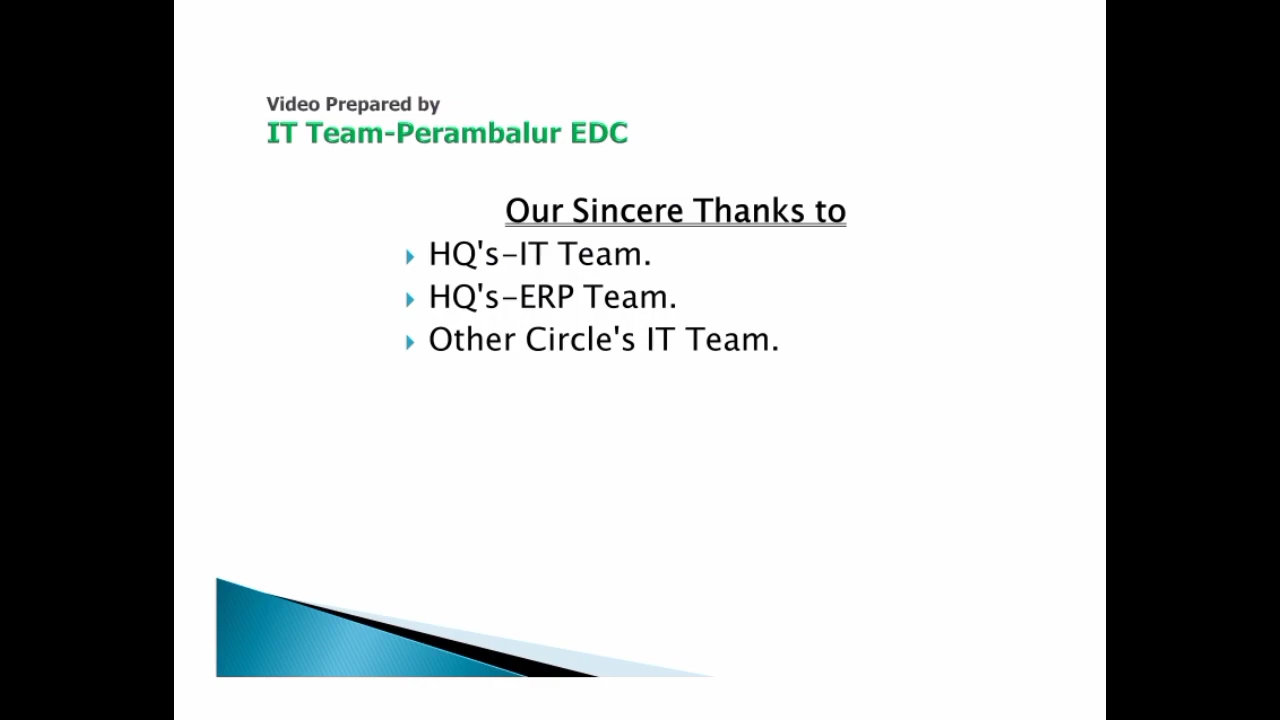 Video Prepared by
IT Team-Perambalur EDC
Our Sincere Thanks to
HQ's-IT Team.
HQ's-ERP Team.
Other Circle's IT Team.